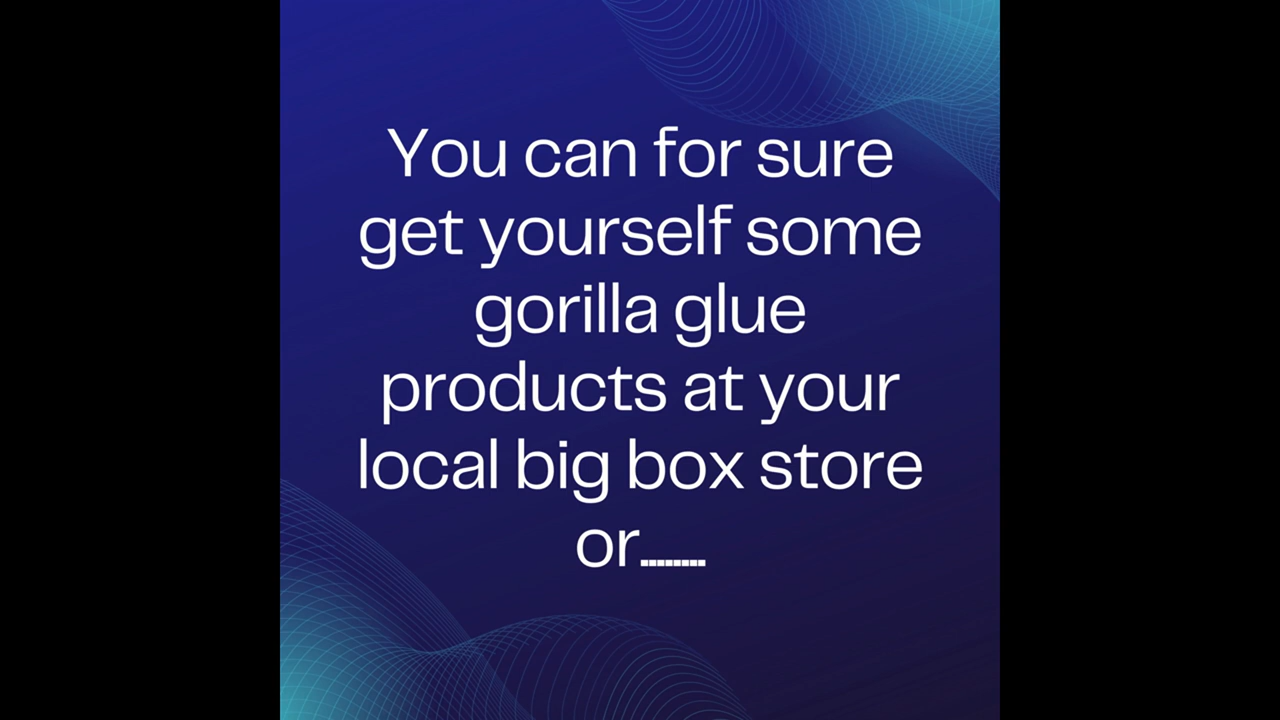 You can for sure
get yourself some
gorilla glue
products at your
local big box store
or........